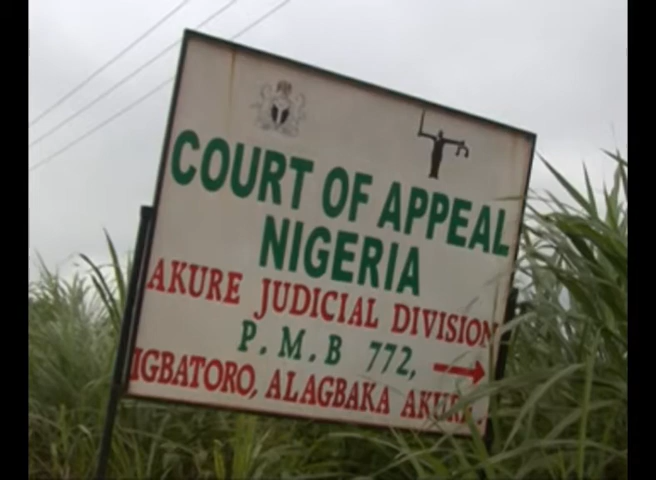 COURT OF APPEAL
NIGERIA
AKURE JUDICIAL DIVISION
P.M.B 772,
IGBATORO, ALAGBAKA AKURE.